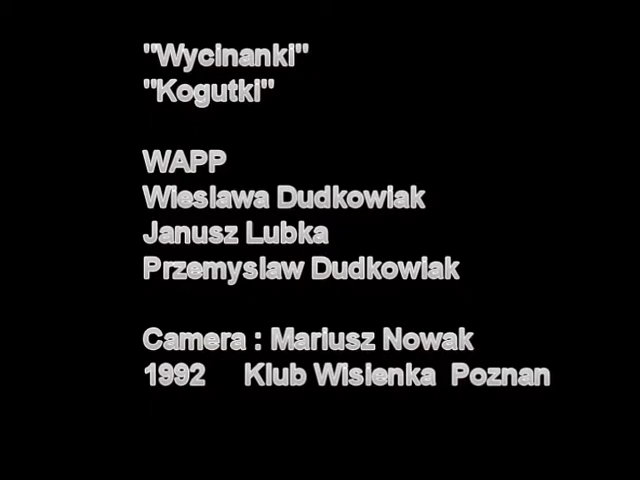 "Wycinanki"
"Kogutki"
WAPP
Wieslawa Dudkowiak
Janusz Lubka
Przemyslaw Dudkowiak
Camera : Mariusz Nowak
1992 Klub Wisienka Poznan